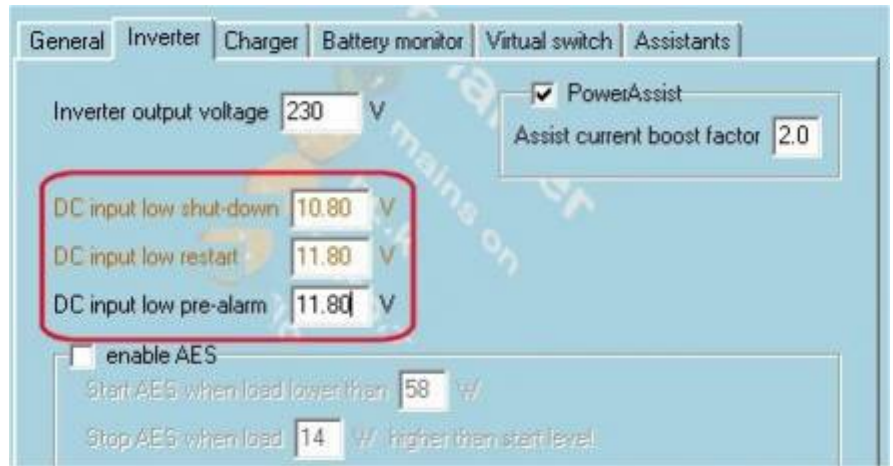 General Inverter Charger Battery monitor Virtual switch Assistants
Inverter output voltage 230 V
PowerAssist
Assist current boost factor 2.0
DC input low shut-down 10.80 V
DC input low restart 11.80 V
DC input low pre-alarm 11.80 V
enable AES
Start AES when load lower than 58 W
Stop AES when load 14 W higher than start level
mains on